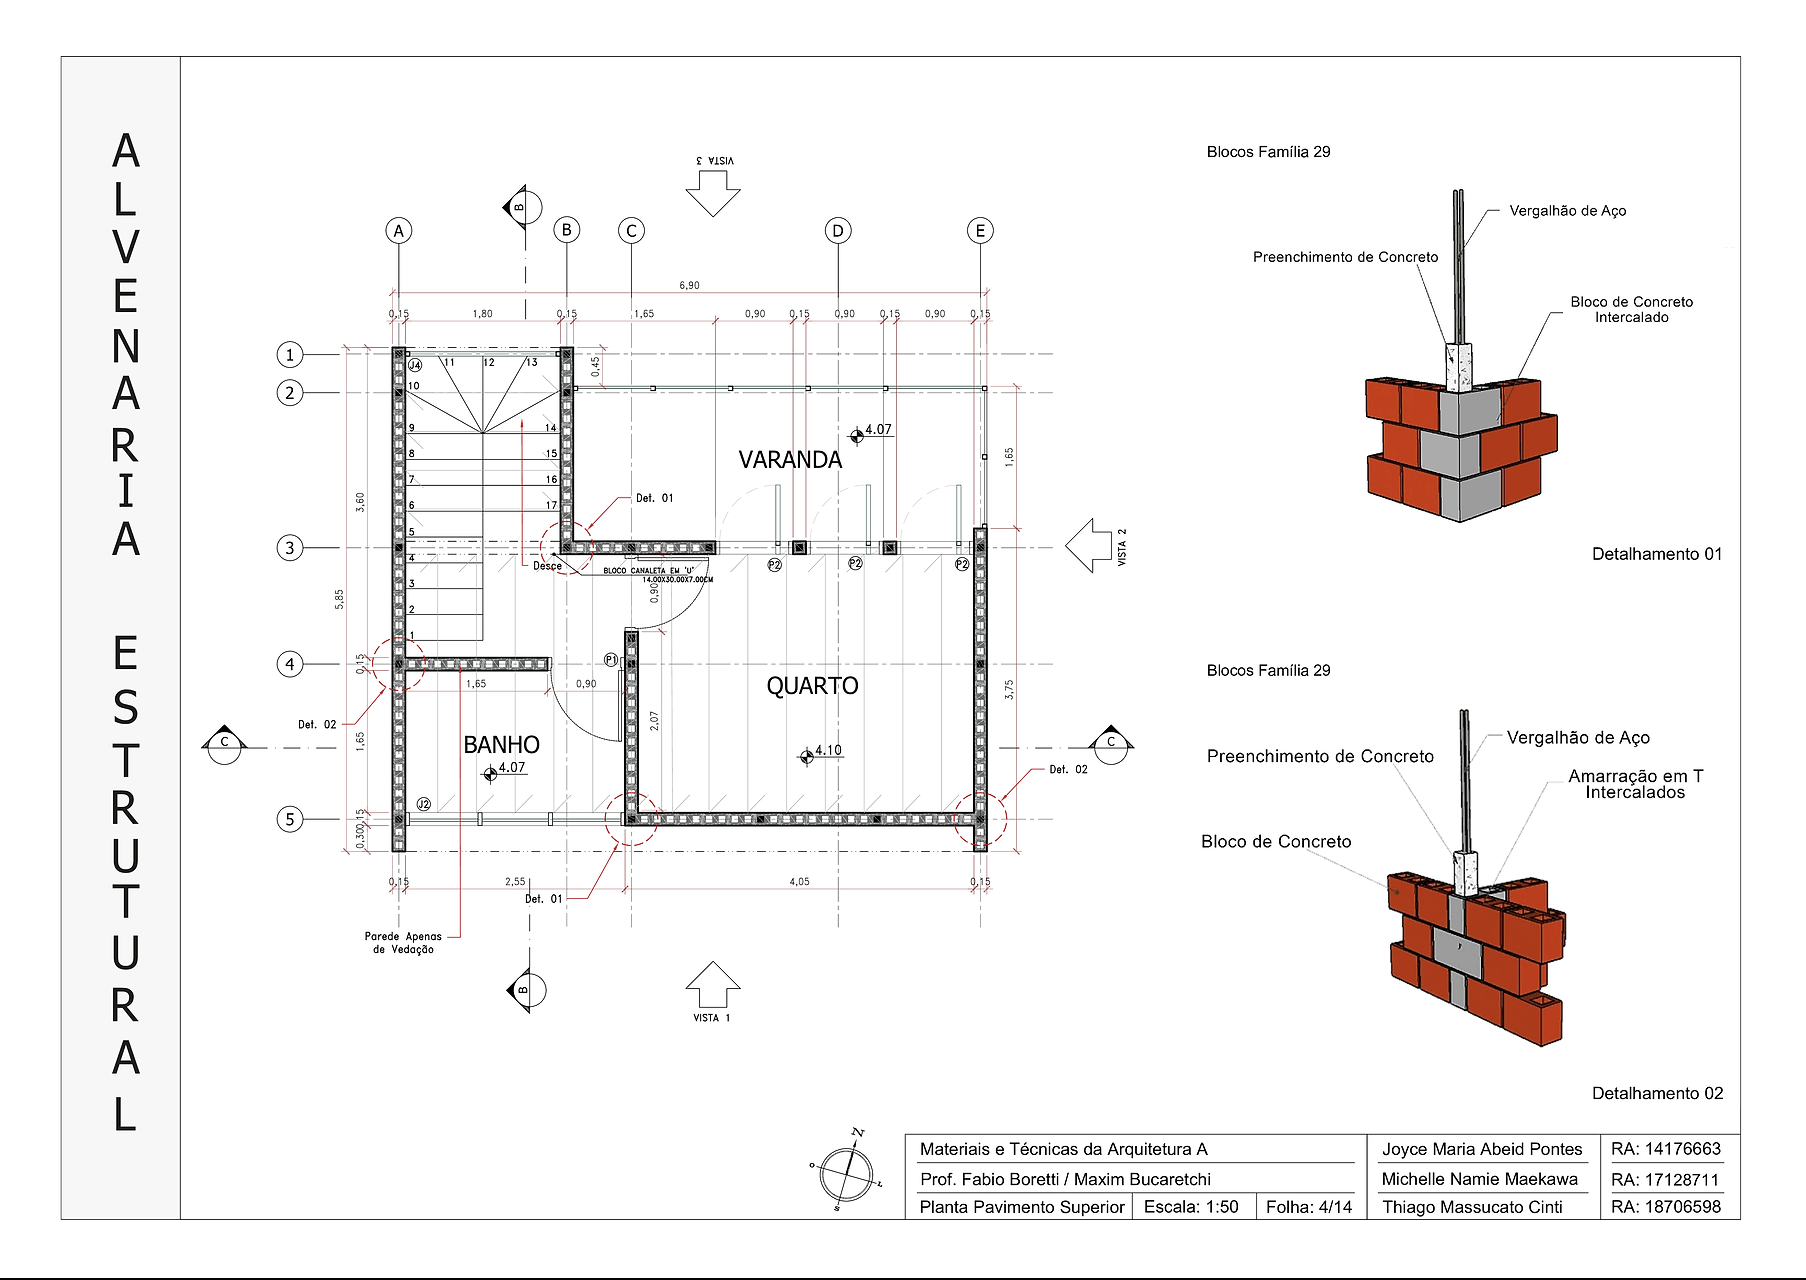 ALVENARIA ESTRUTURAL
VISTA 3
B
A
B
C
D
E
6,90
0,15
1,80
0,15
1,65
0,90
0,15
0,90
0,90
0,15
1
2
3
4
5
J4
11
12
13
10
9
14
8
15
7
16
6
17
5
4
3
2
1
0,45
4.07
VARANDA
1,65
3,60
5,85
Det. 01
Desce
BLOCO CANALETA EM 'U'
14.00X30.00X7.00CM
0,90
P2
P2
P2
VISTA 2
0,15
P1
1,65
0,90
QUARTO
3,75
2,07
Det. 02
C
1,65
BANHO
4.07
4.10
C
Det. 02
J2
0,15
0,30
0,15
2,55
4,05
0,15
Det. 01
Parede Apenas
de Vedação
B
VISTA 1
Blocos Família 29
Vergalhão de Aço
Preenchimento de Concreto
Bloco de Concreto
Intercalado
Detalhamento 01
Blocos Família 29
Vergalhão de Aço
Preenchimento de Concreto
Amarração em T
Intercalados
Bloco de Concreto
Detalhamento 02
N
O
L
S
Materiais e Técnicas da Arquitetura A
Prof. Fabio Boretti / Maxim Bucaretchi
Planta Pavimento Superior
Escala: 1:50
Folha: 4/14
Joyce Maria Abeid Pontes
RA: 14176663
Michelle Namie Maekawa
RA: 17128711
Thiago Massucato Cinti
RA: 18706598